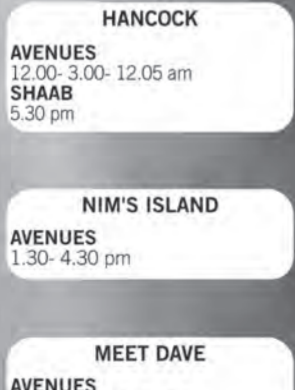 HANCOCK
AVENUES
12.00- 3.00- 12.05 am
SHAAB
5.30 pm
NIM'S ISLAND
AVENUES
1.30- 4.30 pm
MEET DAVE
AVENUES